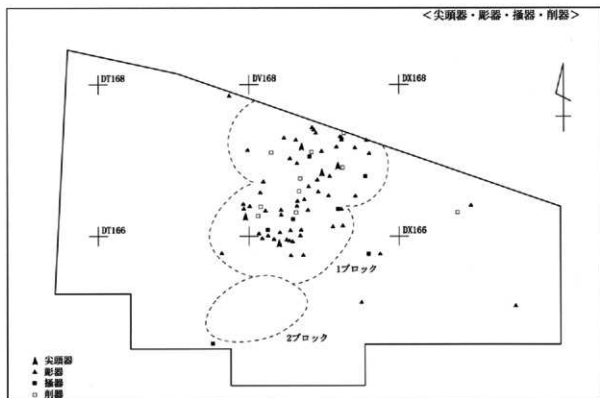 <尖頭器・彫器・掻器・削器>
DT168
DV168
DX168
DT166
DX166
1ブロック
2ブロック
尖頭器
彫器
掻器
削器